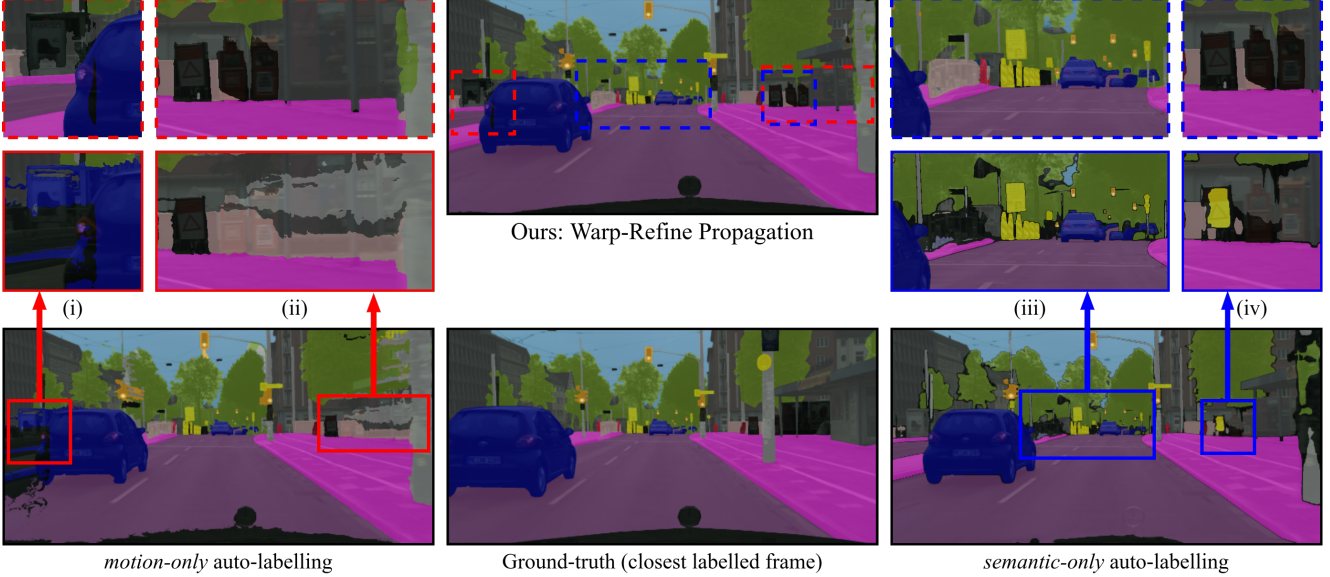 Ours: Warp-Refine Propagation
(i)
(ii)
(iii)
(iv)
motion-only auto-labelling
Ground-truth (closest labelled frame)
semantic-only auto-labelling